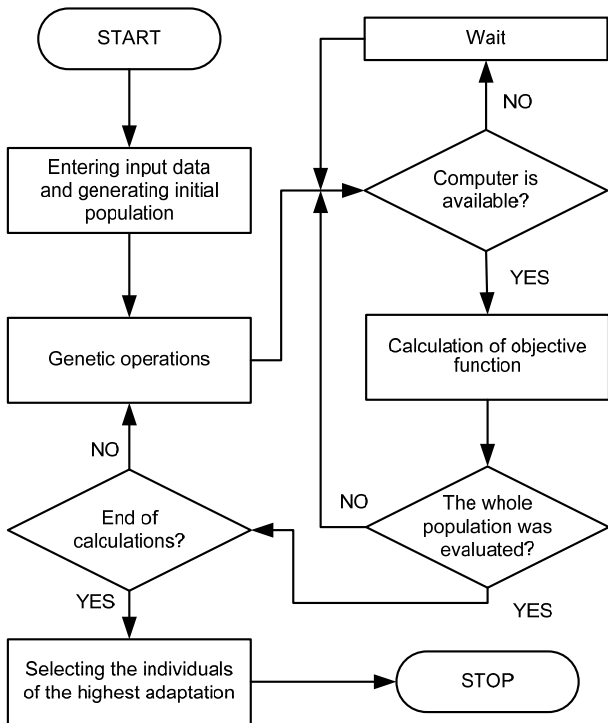 START
Entering input data
and generating initial
population
Genetic operations
NO
End of
calculations?
YES
Selecting the individuals
of the highest adaptation
Wait
NO
Computer is
available?
YES
Calculation of objective
function
NO
The whole
population was
evaluated?
YES
STOP